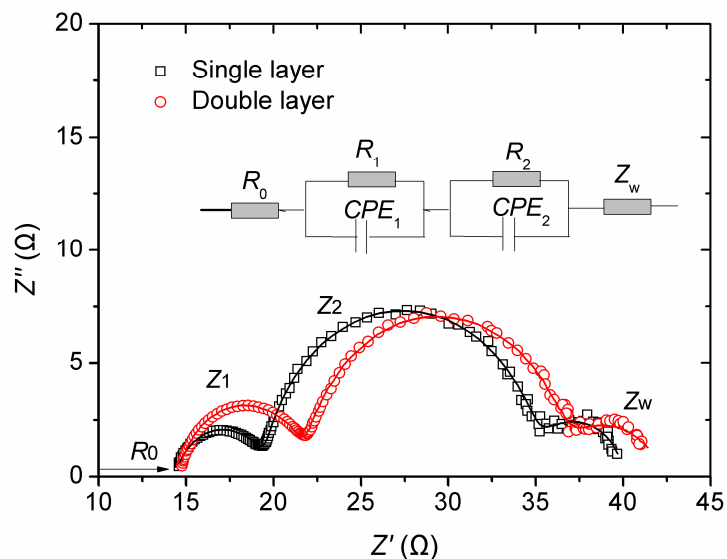 20
15
10
5
0
Z'' (Ω)
Single layer
Double layer
R0
R1
CPE1
R2
CPE2
Zw
Z1
Z2
Zw
R0
10 15 20 25 30 35 40 45
Z' (Ω)